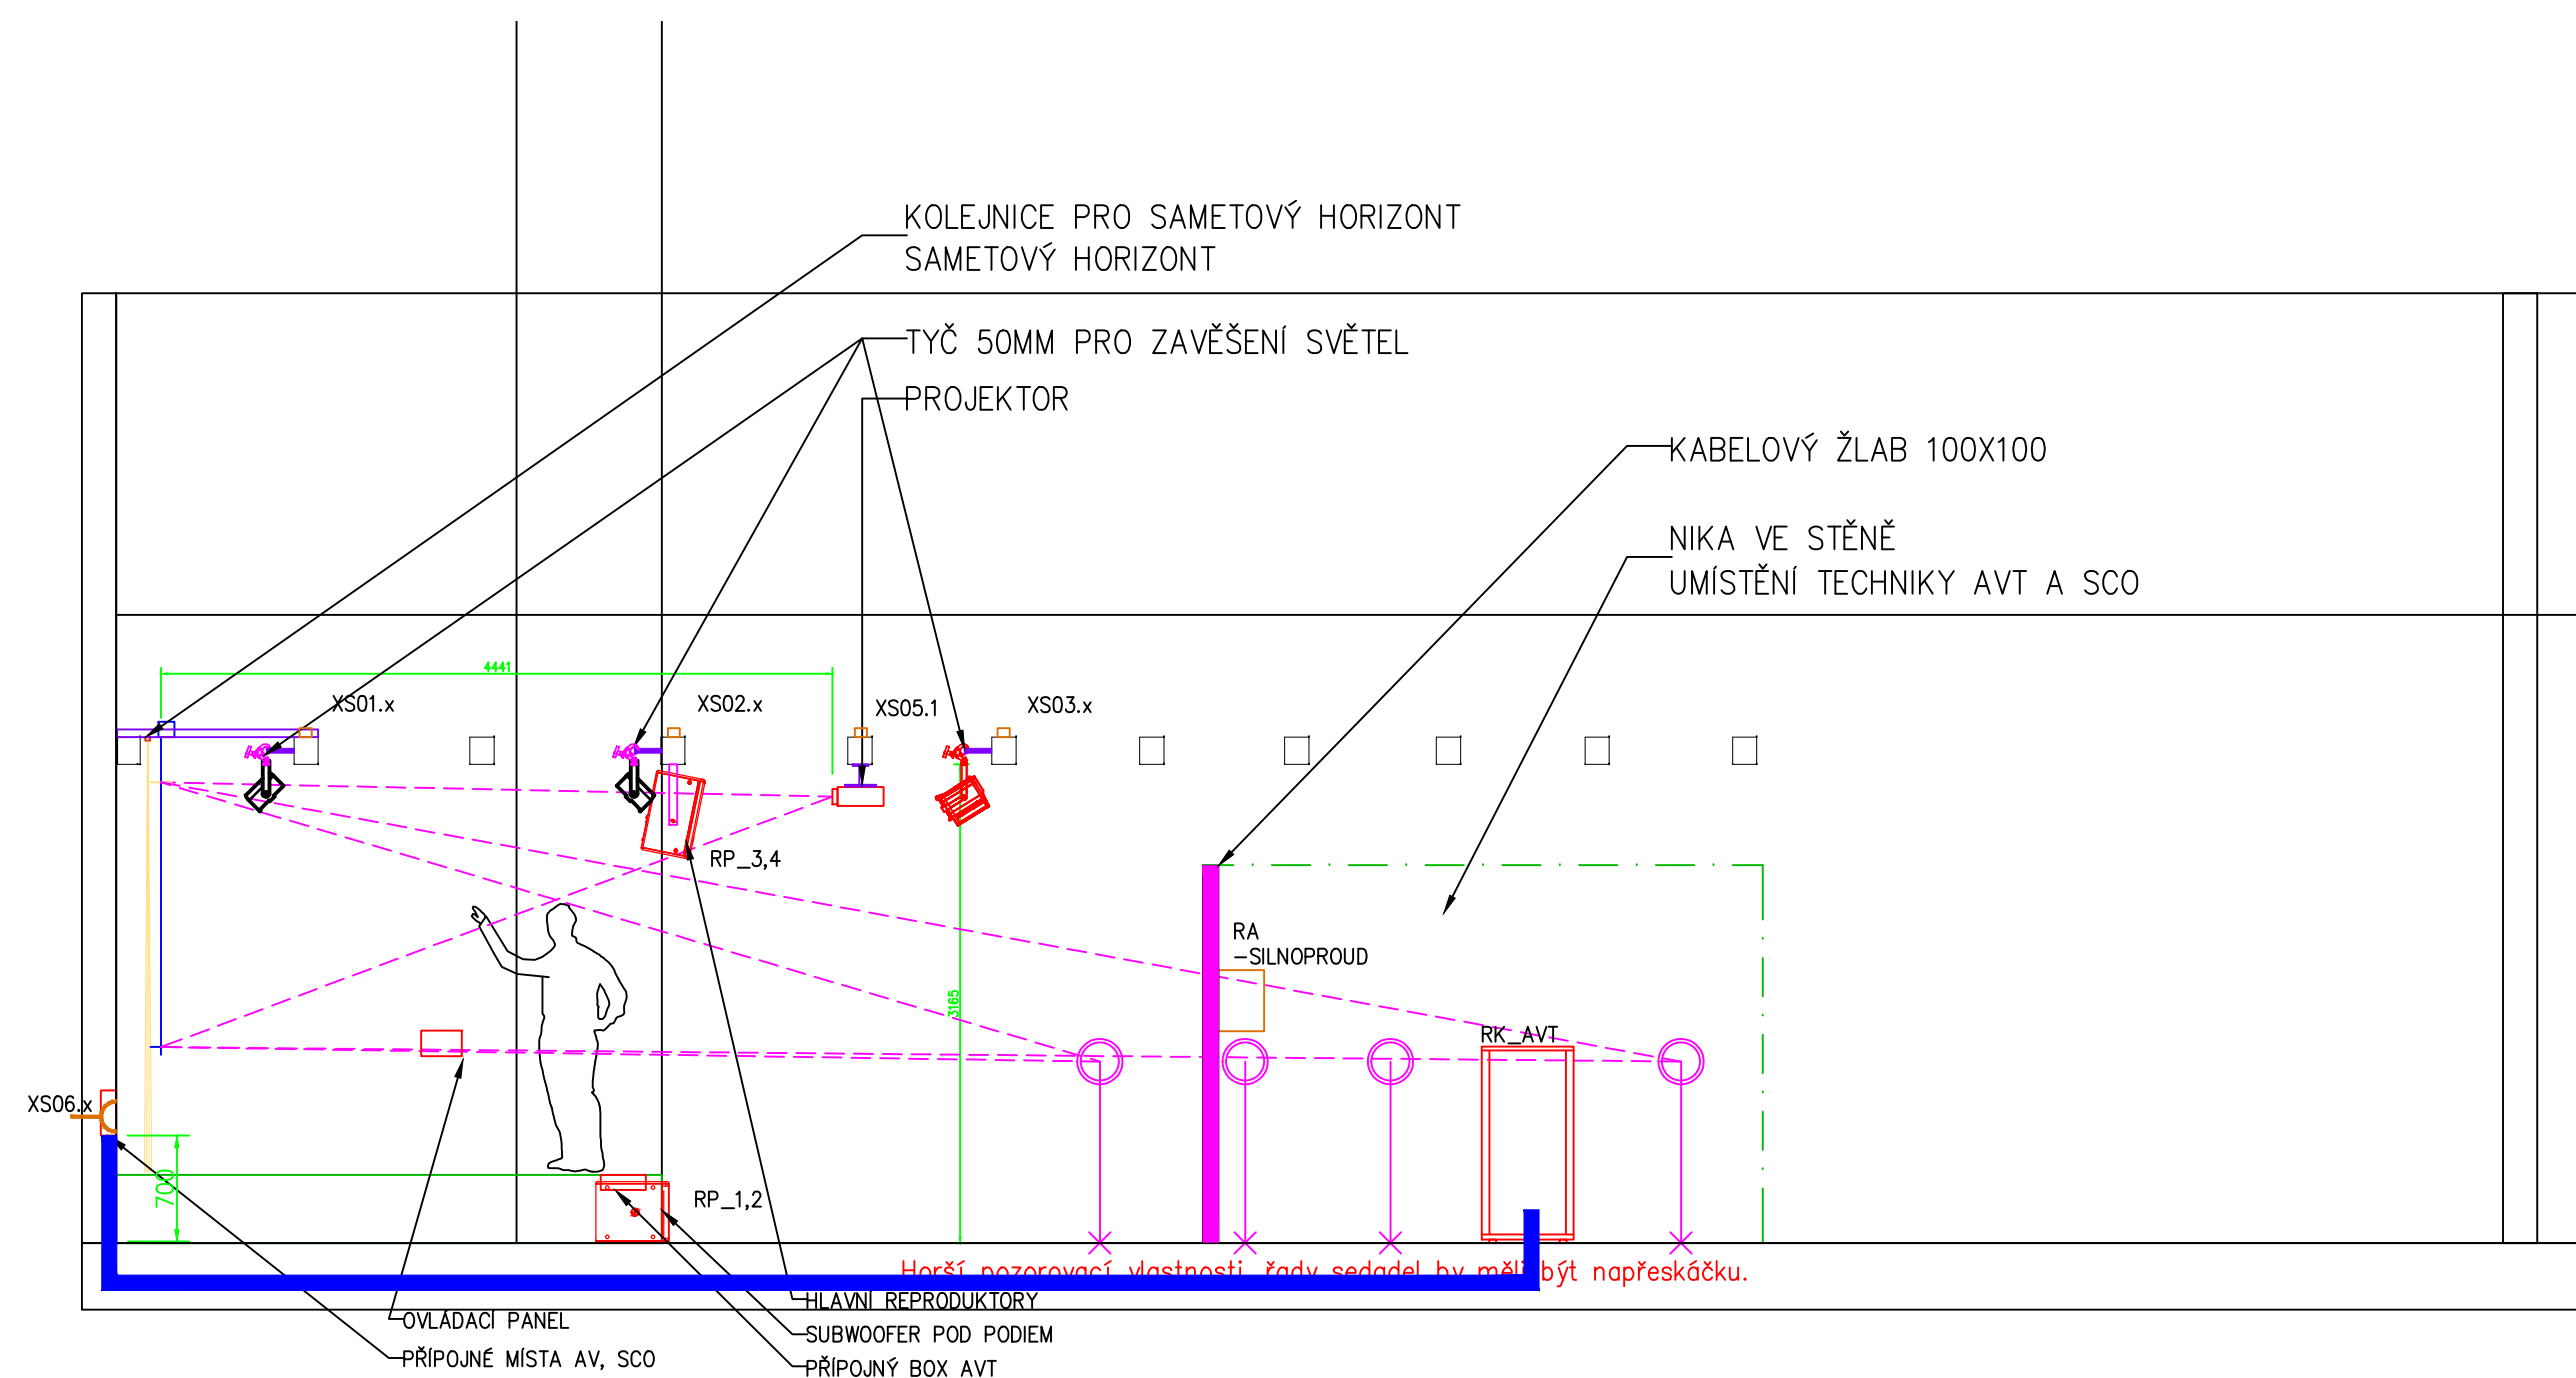 KOLEJNICE PRO SAMETOVÝ HORIZONT
SAMETOVÝ HORIZONT
TYČ 50MM PRO ZAVĚŠENÍ SVĚTEL
PROJEKTOR
KABELOVÝ ŽLAB 100X100
NIKA VE STĚNĚ
UMÍSTĚNÍ TECHNIKY AVT A SCO
4441
XS01.x
XS02.x
XS05.1
XS03.x
RP_3,4
RA
-SILNOPROUD
3165
RK_AVT
XS06.x
700
RP_1,2
Horší pozorovací vlastnosti, řady sedadel by měli být napřeskáčku.
HLAVNÍ REPRODUKTORY
OVLÁDACÍ PANEL
SUBWOOFER POD PODIEM
PŘÍPOJNÉ MÍSTA AV, SCO
PŘÍPOJNÝ BOX AVT